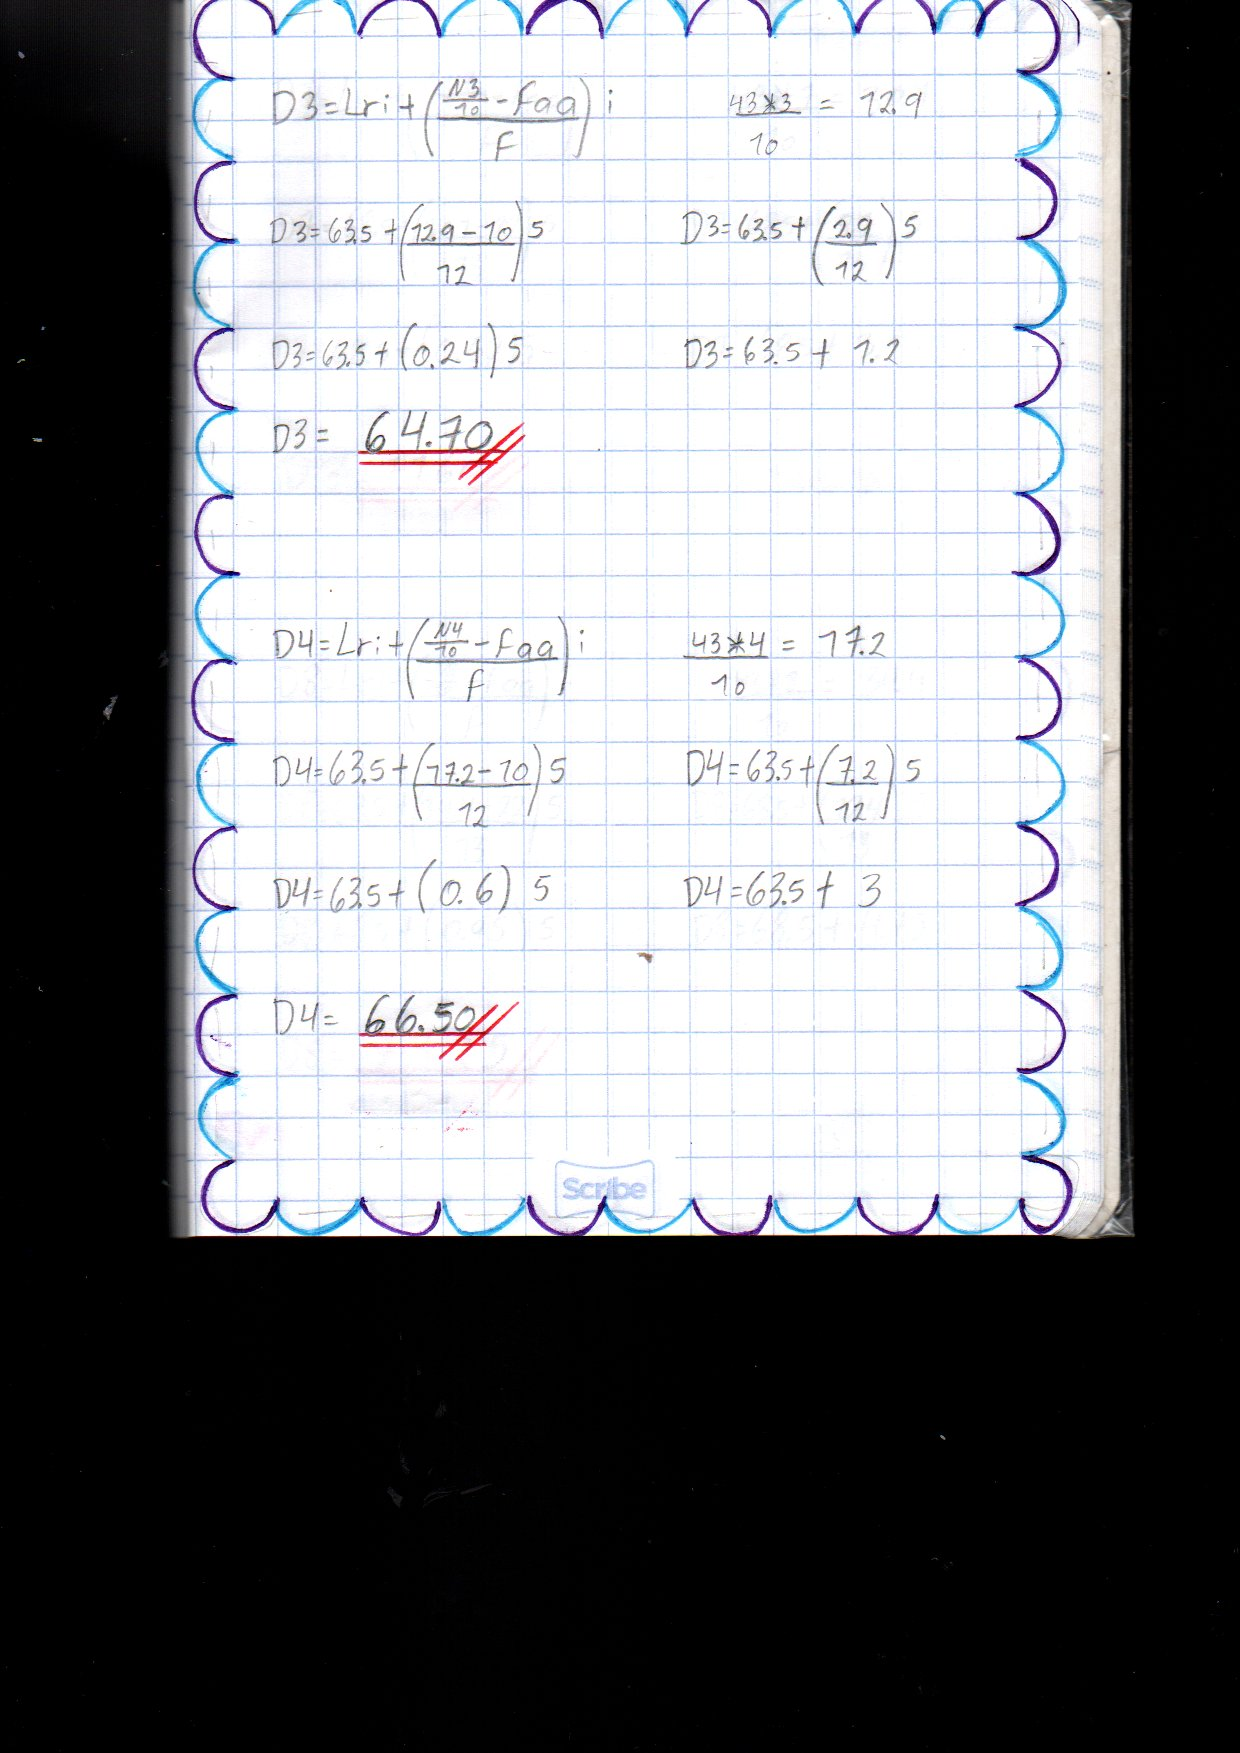 D3=Lri+(N3/10-Faa/F)i 43*3/10 = 12.9
D3=63.5+(12.9-10/12)5 D3=63.5+(2.9/12)5
D3=63.5+(0.24)5 D3=63.5+ 1.2
D3= 64.70
D4=Lri+(N4/10-Faa/F)i 43*4/10 = 17.2
D4=63.5+(17.2-10/12)5 D4=63.5+(7.2/12)5
D4=63.5+(0.6) 5 D4=63.5+ 3
D4= 66.50
Scribe